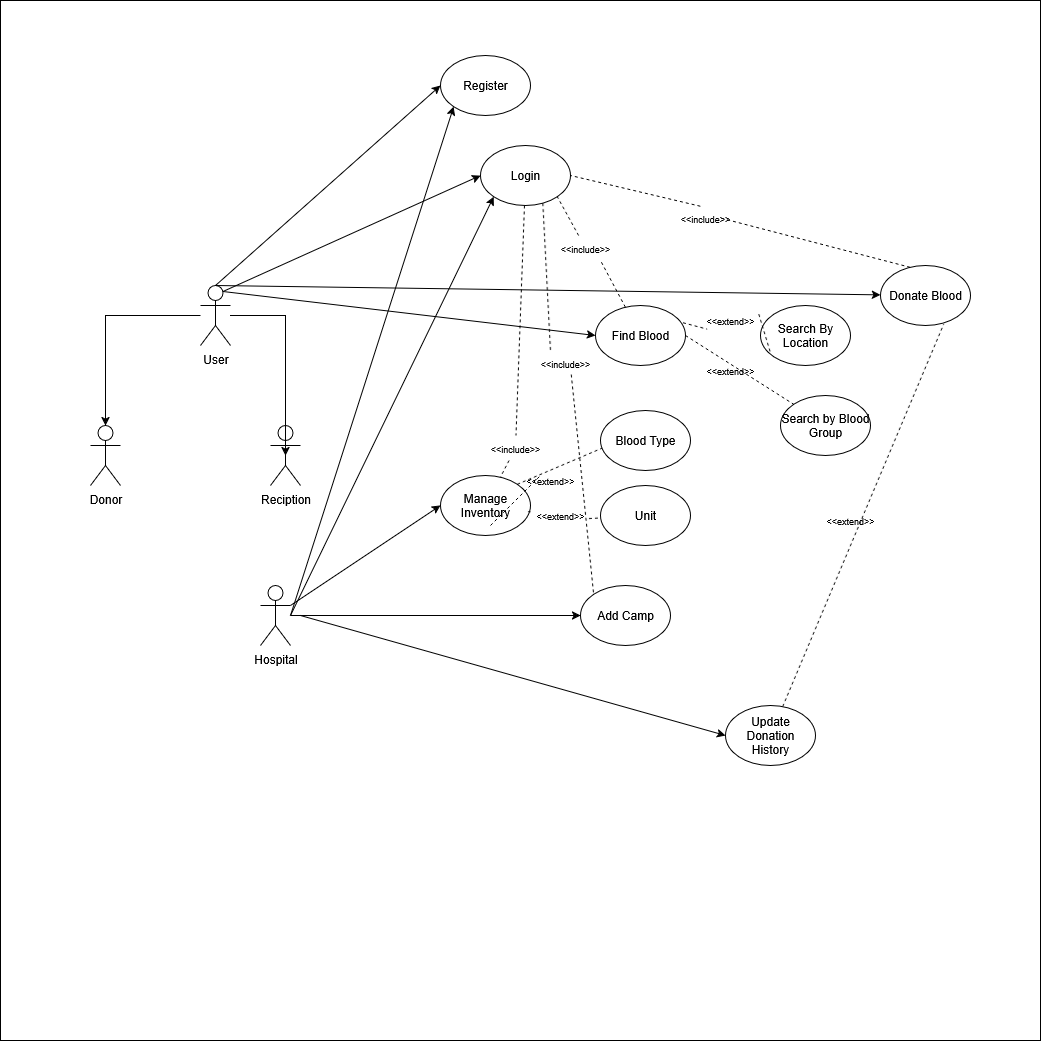 Register
Login
<<include>>
<<include>>
Donate Blood
User
Find Blood
<<extend>>
Search By
Location
<<include>>
<<extend>>
Search by Blood
Group
Blood Type
<<include>>
<<extend>>
Donor
Reciption
Manage
Inventory
<<extend>>
Unit
<<extend>>
Add Camp
Hospital
Update
Donation
History